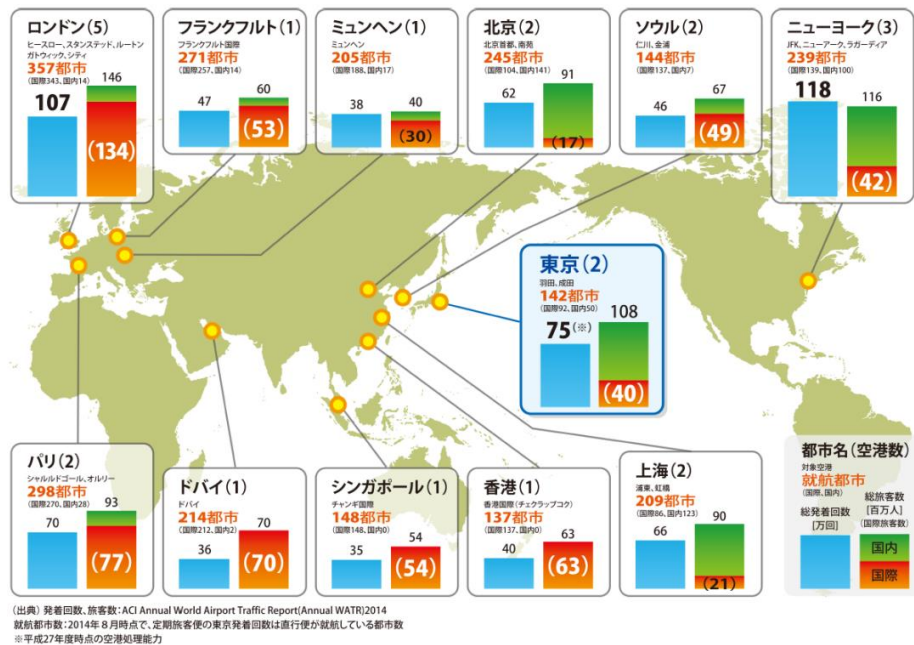 ロンドン(5)
ヒースロー、スタンステッド、ルートン
ガトウィック、シティ
357都市
(国際343、国内14)
107
146
(134)
フランクフルト(1)
フランクフルト国際
271都市
(国際257、国内14)
47
60
(53)
ミュンヘン(1)
ミュンヘン
205都市
(国際188、国内17)
38
40
(30)
北京(2)
北京首都、南苑
245都市
(国際104、国内141)
62
91
(17)
ソウル(2)
仁川、金浦
144都市
(国際137、国内7)
46
67
(49)
ニューヨーク(3)
JFK、ニューアーク、ラガーディア
239都市
(国際139、国内100)
118
116
(42)
東京(2)
羽田、成田
142都市
(国際92、国内50)
75(※)
108
(40)
パリ(2)
シャルルドゴール、オルリー
298都市
(国際270、国内28)
70
93
(77)
ドバイ(1)
ドバイ
214都市
(国際212、国内2)
36
70
(70)
シンガポール(1)
チャンギ国際
148都市
(国際148、国内0)
35
54
(54)
香港(1)
香港国際(チェクラップコク)
137都市
(国際137、国内0)
40
63
(63)
上海(2)
浦東、虹橋
209都市
(国際86、国内123)
66
90
(21)
都市名(空港数)
対象空港
就航都市
(国際、国内)
総発着回数
[万回]
総旅客数
[百万人]
(国際旅客数)
国内
国際
(出典) 発着回数、旅客数:ACI Annual World Airport Traffic Report(Annual WATR)2014
就航都市数:2014年8月時点で、定期旅客便の東京発着回数は直行便が就航している都市数
※平成27年度時点の空港処理能力